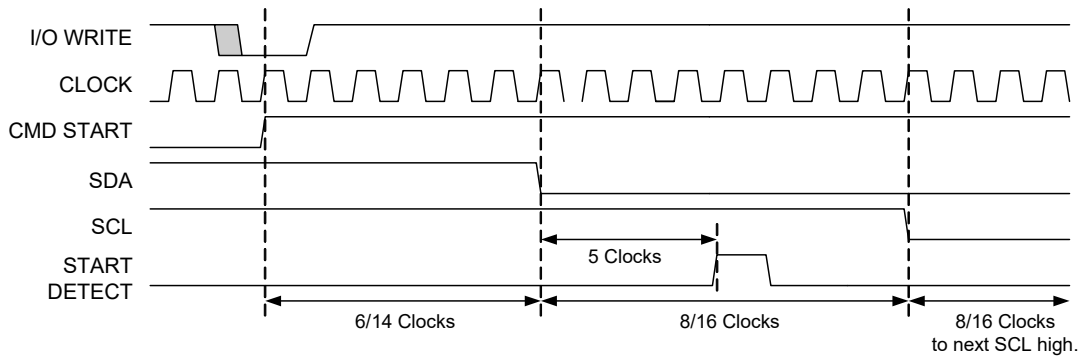 I/O WRITE
CLOCK
CMD START
SDA
SCL
5 Clocks
START
DETECT
6/14 Clocks
8/16 Clocks
8/16 Clocks
to next SCL high.